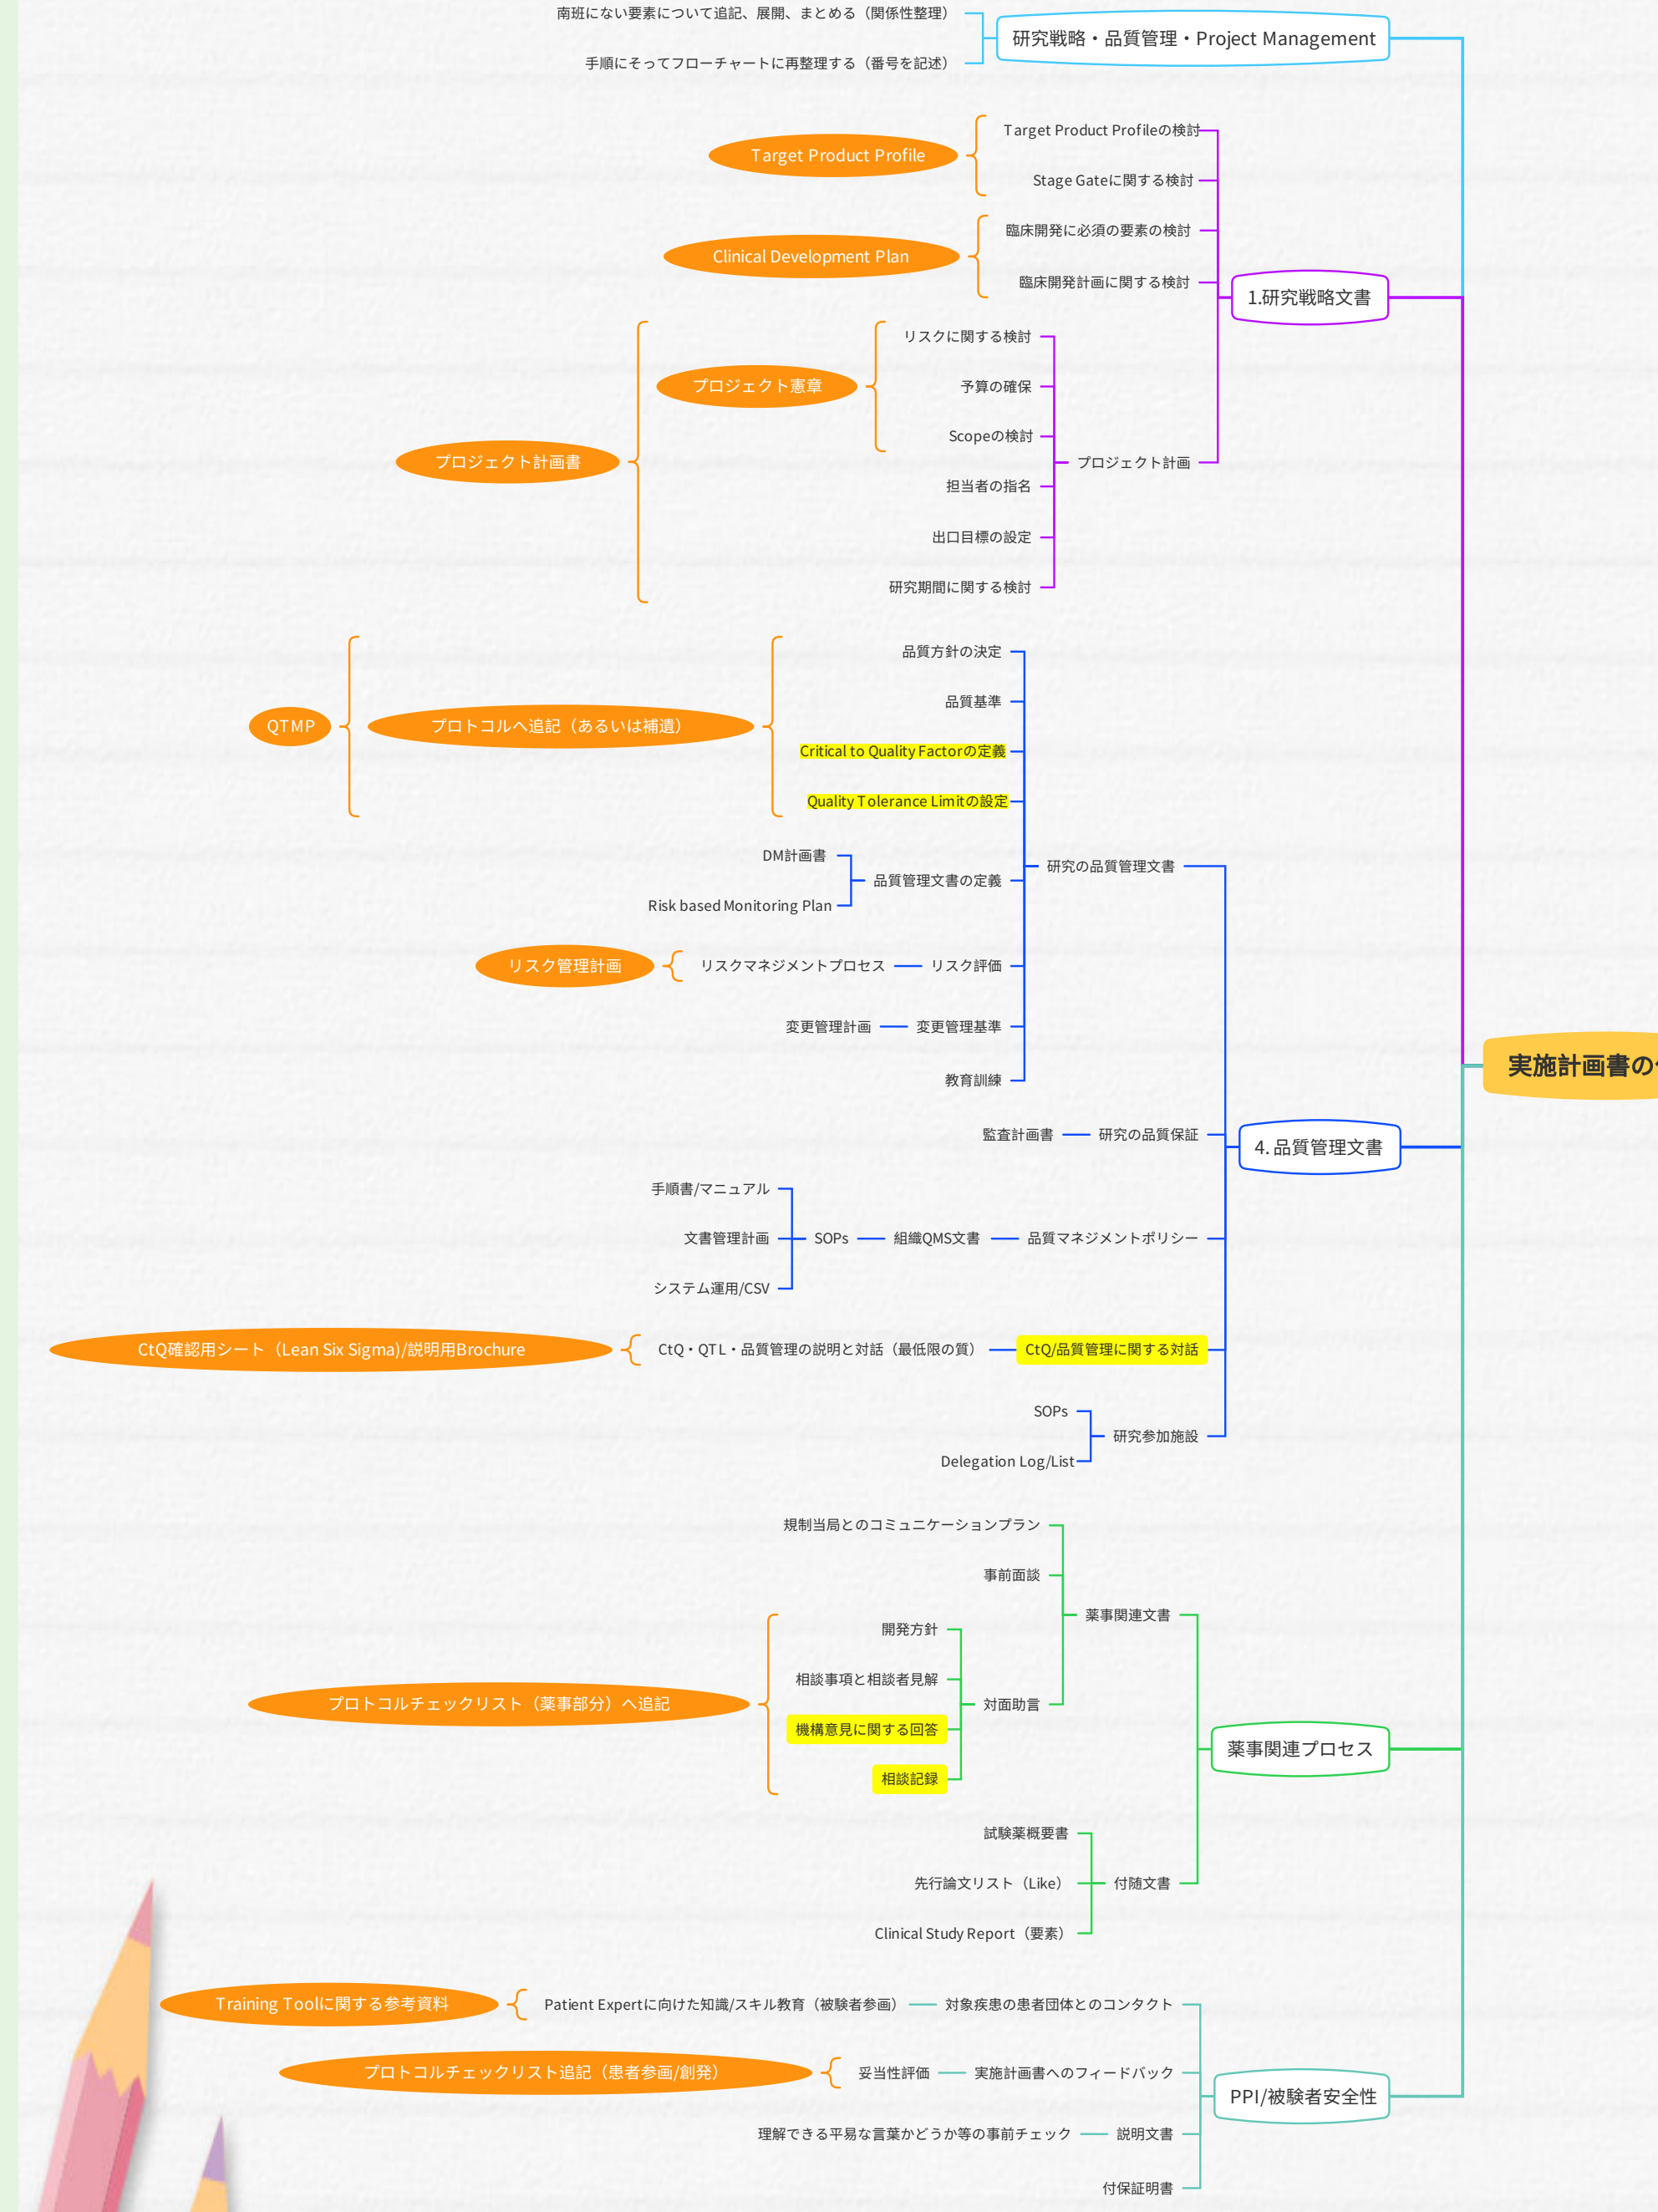 南班にない要素について追記、展開、まとめる（関係性整理）
研究戦略・品質管理・Project Management
手順にそってフローチャートに再整理する（番号を記述）
Target Product Profileの検討
Target Product Profile
Stage Gateに関する検討
臨床開発に必須の要素の検討
Clinical Development Plan
臨床開発計画に関する検討
1.研究戦略文書
リスクに関する検討
プロジェクト憲章
予算の確保
Scopeの検討
プロジェクト計画書
プロジェクト計画
担当者の指名
出口目標の設定
研究期間に関する検討
品質方針の決定
品質基準
QTMP
プロトコルへ追記（あるいは補遺）
Critical to Quality Factorの定義
Quality Tolerance Limitの設定
DM計画書
研究の品質管理文書
品質管理文書の定義
Risk based Monitoring Plan
リスク管理計画
リスクマネジメントプロセス
リスク評価
変更管理計画
変更管理基準
実施計画書の
教育訓練
監査計画書
研究の品質保証
4. 品質管理文書
手順書/マニュアル
文書管理計画
SOPs
組織QMS文書
品質マネジメントポリシー
システム運用/CSV
CtQ確認用シート（Lean Six Sigma)/説明用Brochure
CtQ・QTL・品質管理の説明と対話（最低限の質）
CtQ/品質管理に関する対話
SOPs
研究参加施設
Delegation Log/List
規制当局とのコミュニケーションプラン
事前面談
薬事関連文書
開発方針
相談事項と相談者見解
プロトコルチェックリスト（薬事部分）へ追記
対面助言
機構意見に関する回答
薬事関連プロセス
相談記録
試験薬概要書
先行論文リスト（Like）
付随文書
Clinical Study Report（要素）
Training Toolに関する参考資料
Patient Expertに向けた知識/スキル教育（被験者参画）
対象疾患の患者団体とのコンタクト
プロトコルチェックリスト追記（患者参画/創発）
妥当性評価
実施計画書へのフィードバック
PPI/被験者安全性
理解できる平易な言葉かどうか等の事前チェック
説明文書
付保証明書